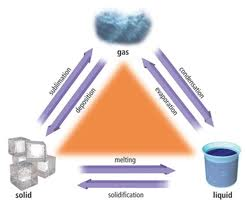 gas
sublimation
deposition
condensation
evaporation
solid
melting
liquid
solidification